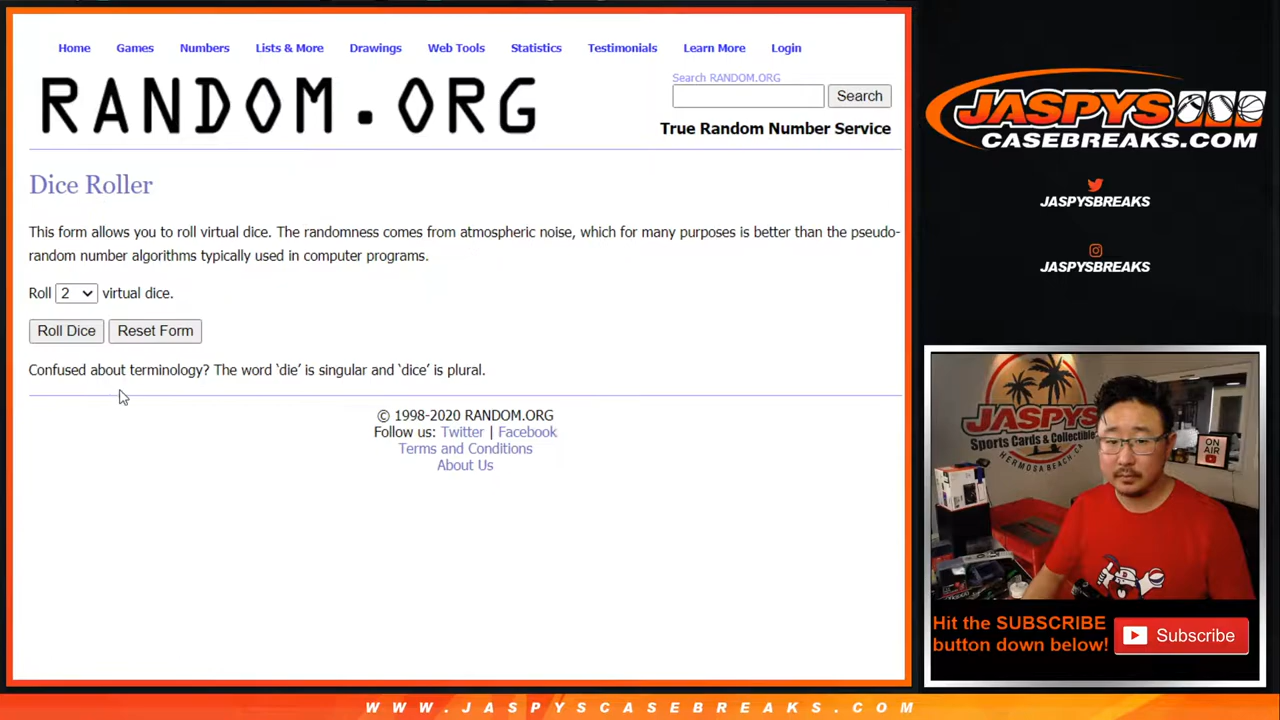 Home Games Numbers Lists & More Drawings Web Tools Statistics Testimonials Learn More Login
RANDOM.ORG
Search RANDOM.ORG
Search
True Random Number Service
Dice Roller
This form allows you to roll virtual dice. The randomness comes from atmospheric noise, which for many purposes is better than the pseudo-
random number algorithms typically used in computer programs.
Roll 2 virtual dice.
Roll Dice Reset Form
Confused about terminology? The word ‘die’ is singular and ‘dice’ is plural.
© 1998-2020 RANDOM.ORG
Follow us: Twitter | Facebook
Terms and Conditions
About Us
JASPYS
CASEBREAKS.COM
JASPYSBREAKS
JASPYSBREAKS
JASPYS
Sports Cards & Collectibles
HERMOSA BEACH, CA
ON
AIR
Hit the SUBSCRIBE
button down below!
Subscribe
WWW.JASPYSCASEBREAKS.COM